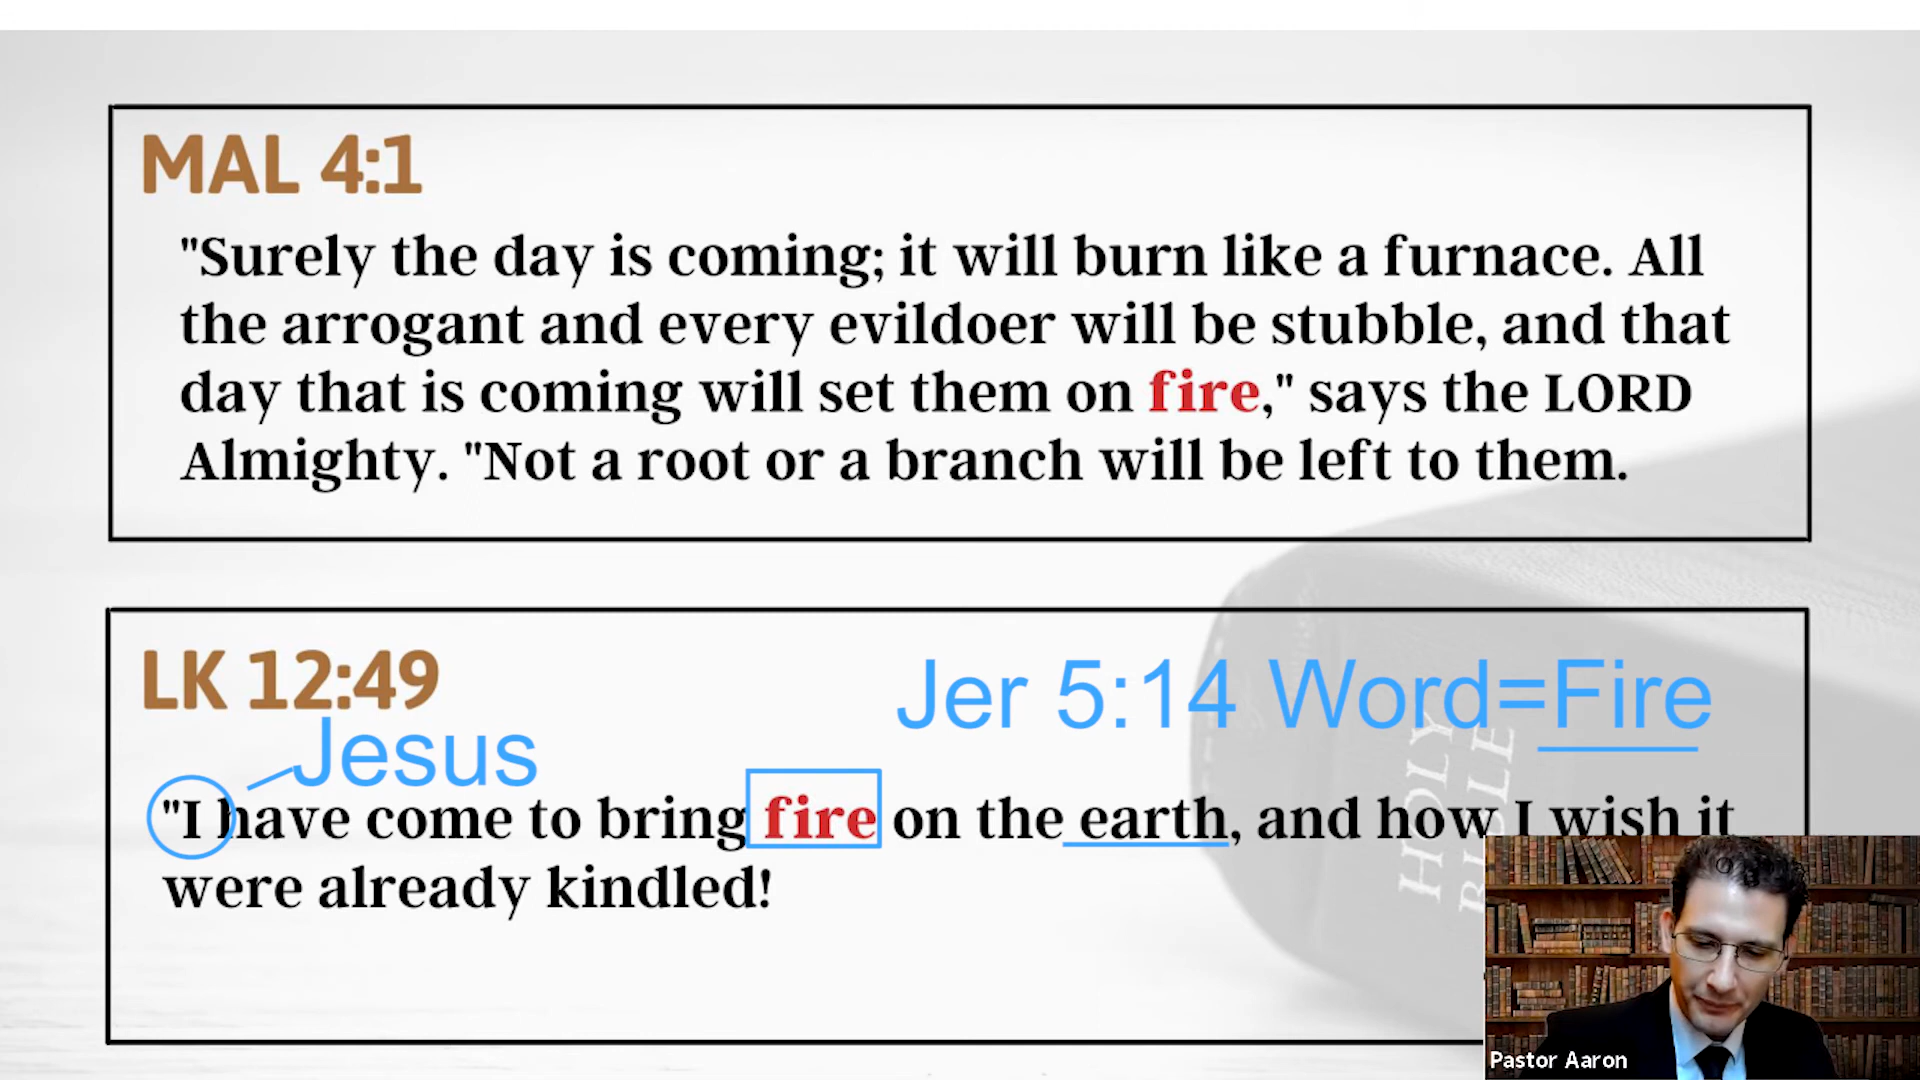 MAL 4:1
"Surely the day is coming; it will burn like a furnace. All
the arrogant and every evildoer will be stubble, and that
day that is coming will set them on fire," says the LORD
Almighty. "Not a root or a branch will be left to them.
LK 12:49
Jer 5:14 Word=Fire
Jesus
"I have come to bring fire on the earth, and how I wish it
were already kindled!
HOLY
BIBLE
Pastor Aaron